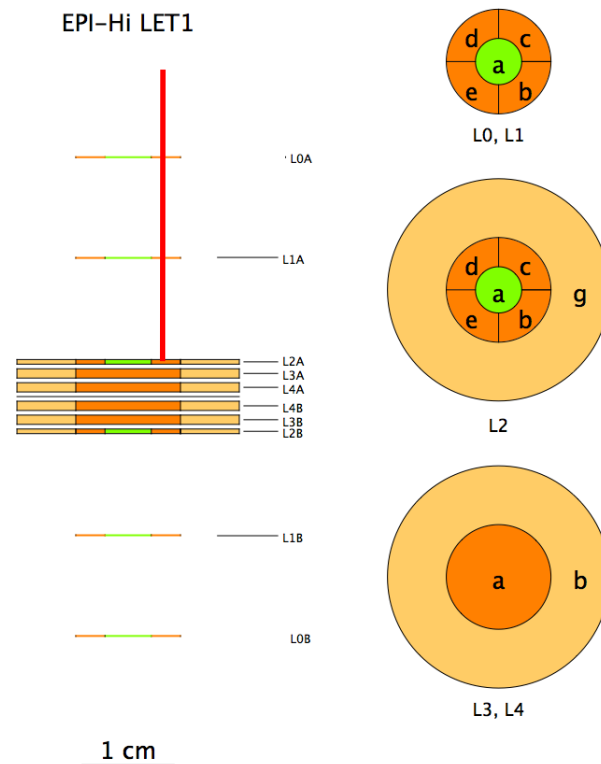 EPI-Hi LET1
L0A
L1A
L2A
L3A
L4A
L4B
L3B
L2B
L1B
L0B
1 cm
d c
a
e b
L0, L1
d c
a g
e b
L2
a b
L3, L4